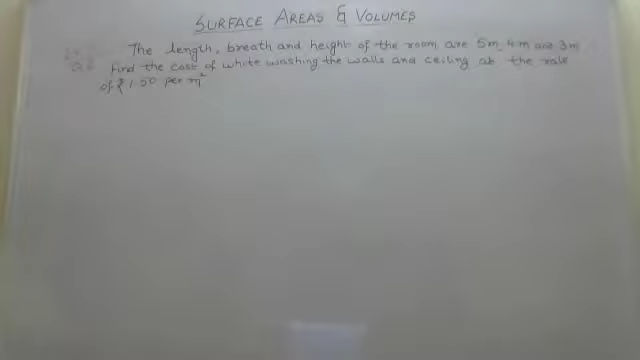 SURFACE AREAS & VOLUMES
The length, breath and height of the room are 5m, 4m and 3m
Find the cost of white washing the walls and ceiling at the rate
of ₹ 1.50 per m²